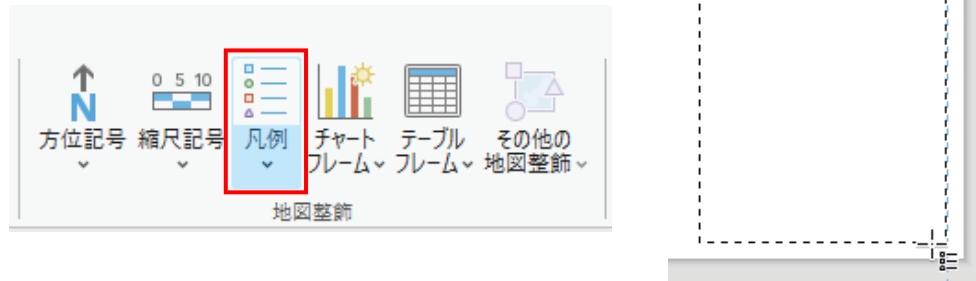 N
0 5 10
方位記号
縮尺記号
凡例
チャート
フレーム
テーブル
フレーム
その他の
地図整飾
地図整飾